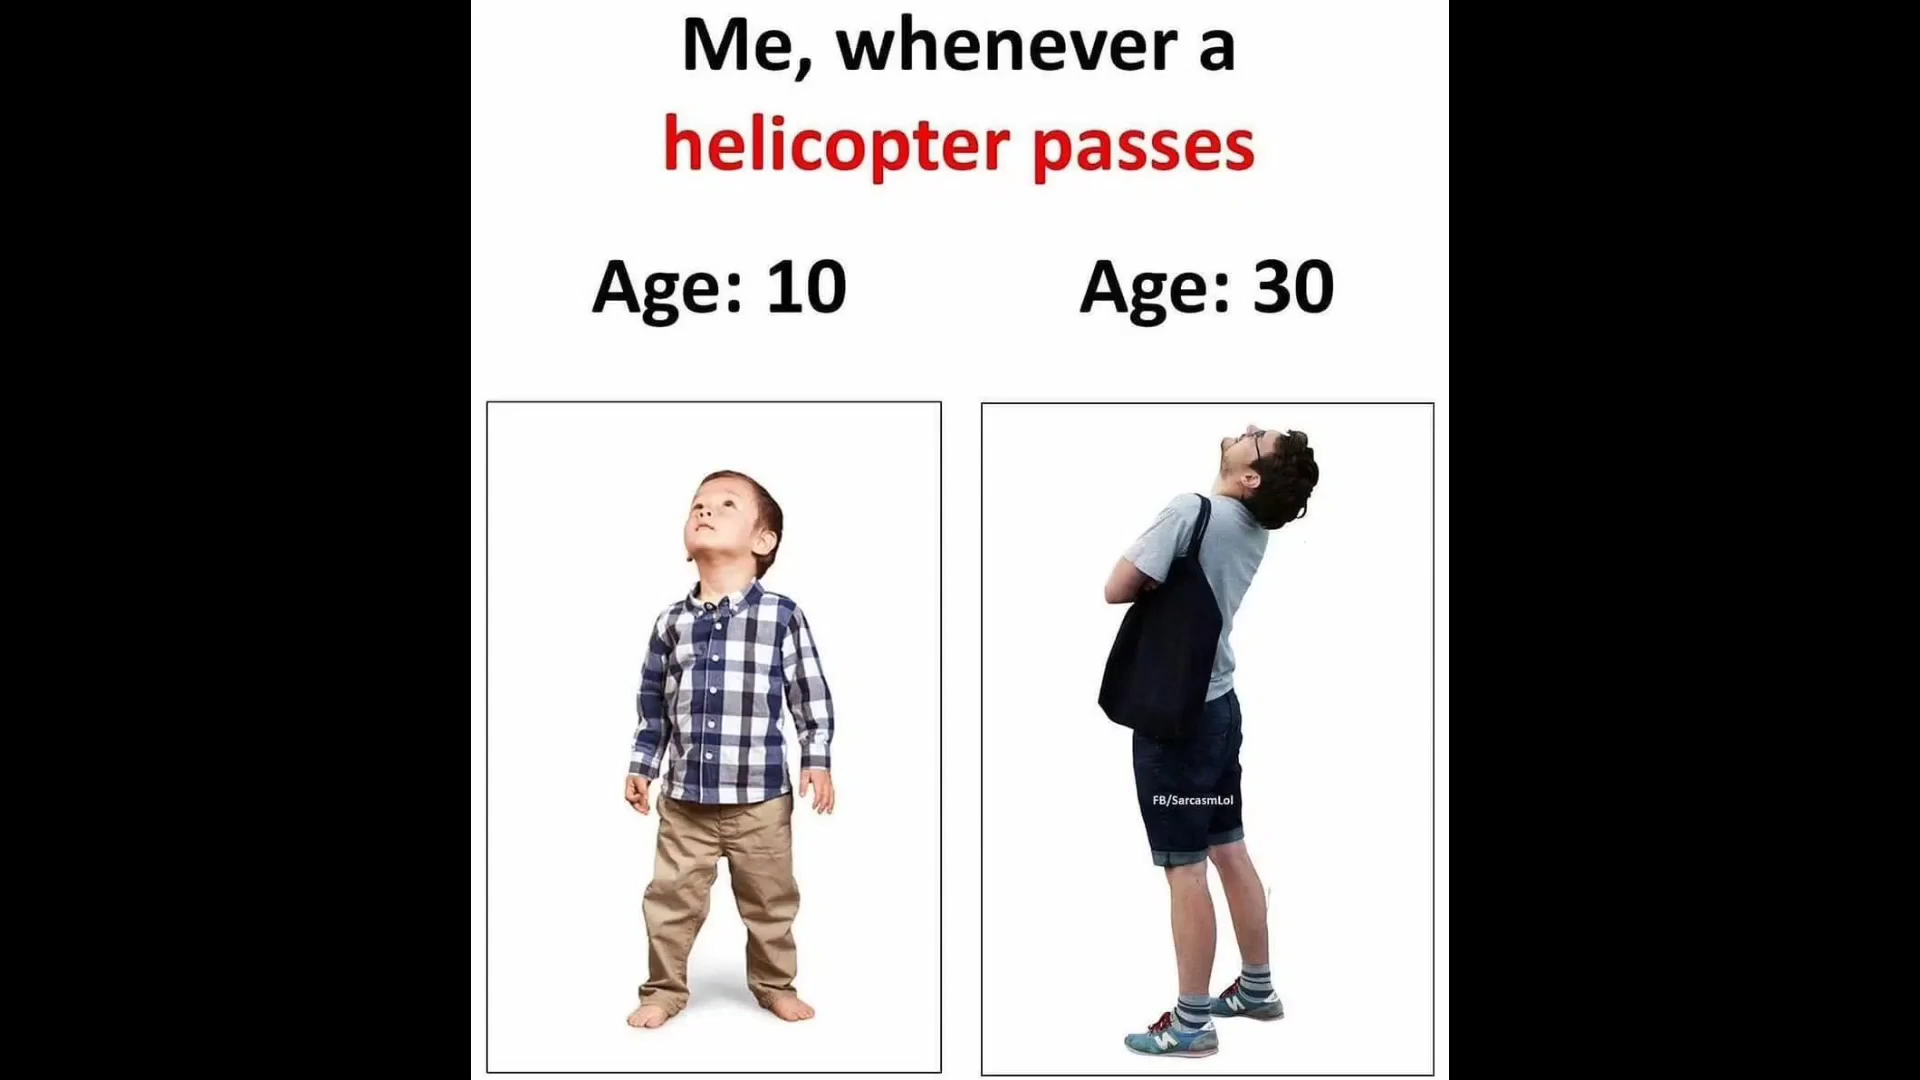 Me, whenever a
helicopter passes
Age: 10
Age: 30
FB/SarcasmLol
N
N